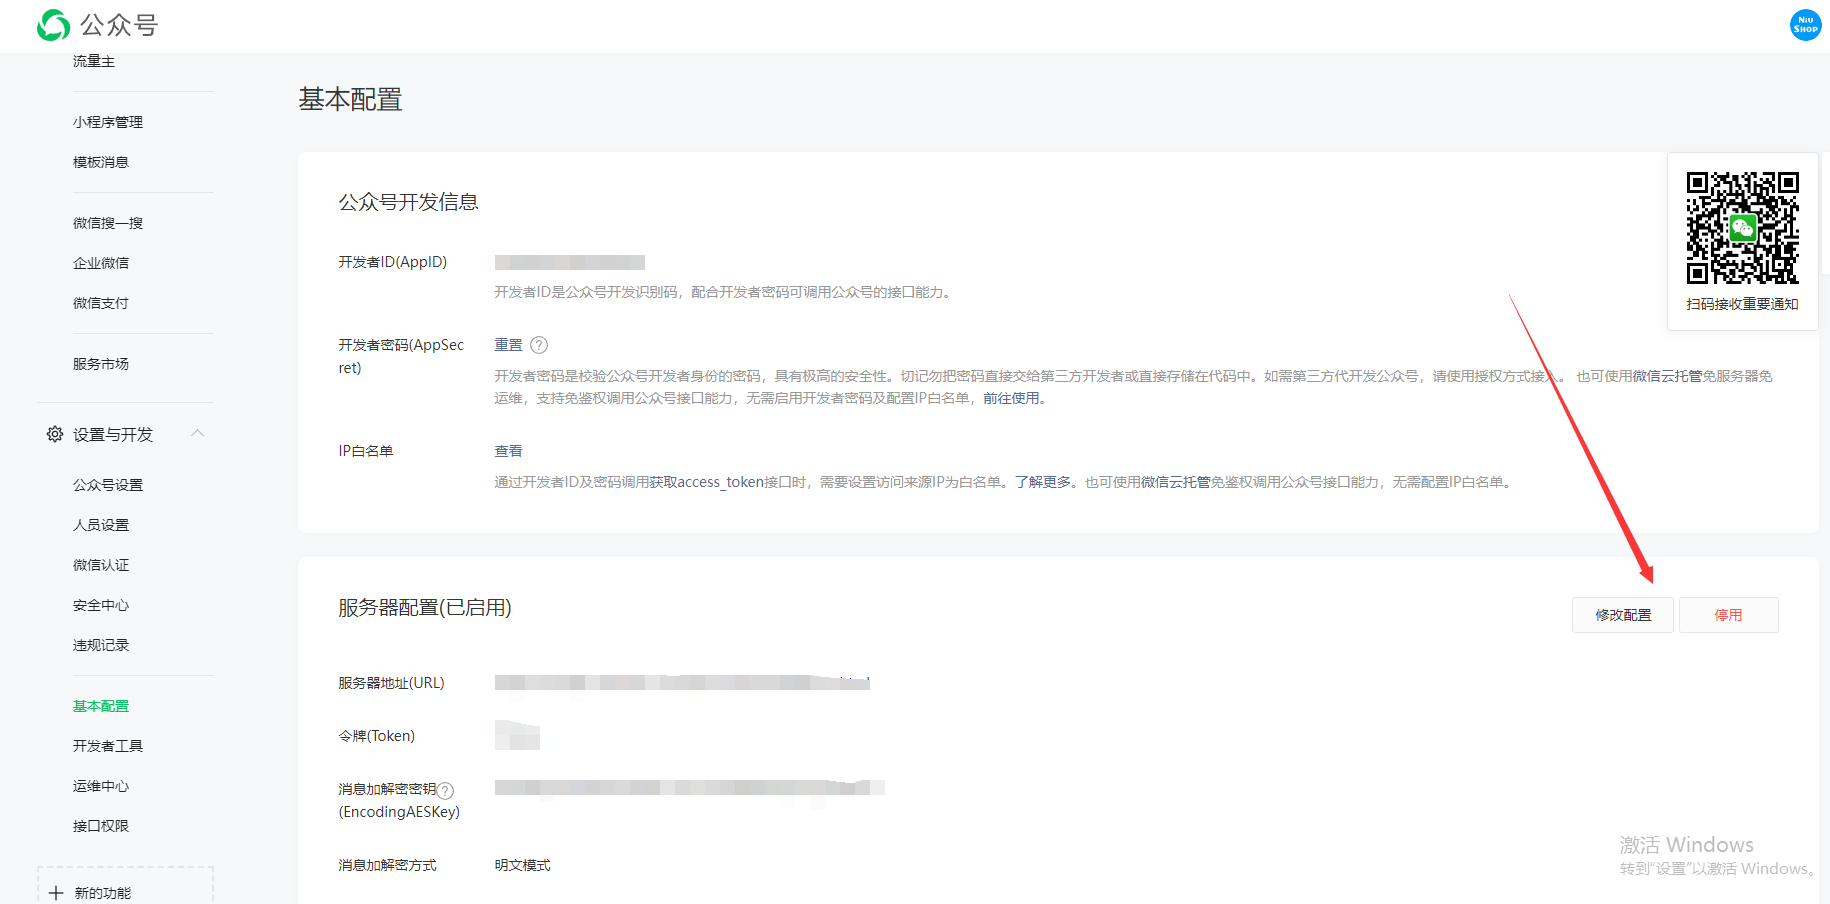 公众号
NIU
SHOP
流量主
小程序管理
模板消息
微信搜一搜
企业微信
微信支付
服务市场
设置与开发
公众号设置
人员设置
微信认证
安全中心
违规记录
基本配置
开发者工具
运维中心
接口权限
新的功能
基本配置
公众号开发信息
开发者ID(AppID)
开发者ID是公众号开发识别码，配合开发者密码可调用公众号的接口能力。
开发者密码(AppSec
ret)
重置 ?
开发者密码是校验公众号开发者身份的密码，具有极高的安全性。切记勿把密码直接交给第三方开发者或直接存储在代码中。如需第三方代开发公众号，请使用授权方式接入。 也可使用微信云托管免服务器免
运维，支持免鉴权调用公众号接口能力，无需启用开发者密码及配置IP白名单，前往使用。
IP白名单
查看
通过开发者ID及密码调用获取access_token接口时，需要设置访问来源IP为白名单。了解更多。也可使用微信云托管免鉴权调用公众号接口能力，无需配置IP白名单。
扫码接收重要通知
服务器配置(已启用)
修改配置
停用
服务器地址(URL)
令牌(Token)
消息加解密密钥?
(EncodingAESKey)
消息加解密方式
明文模式
激活 Windows
转到“设置”以激活 Windows。